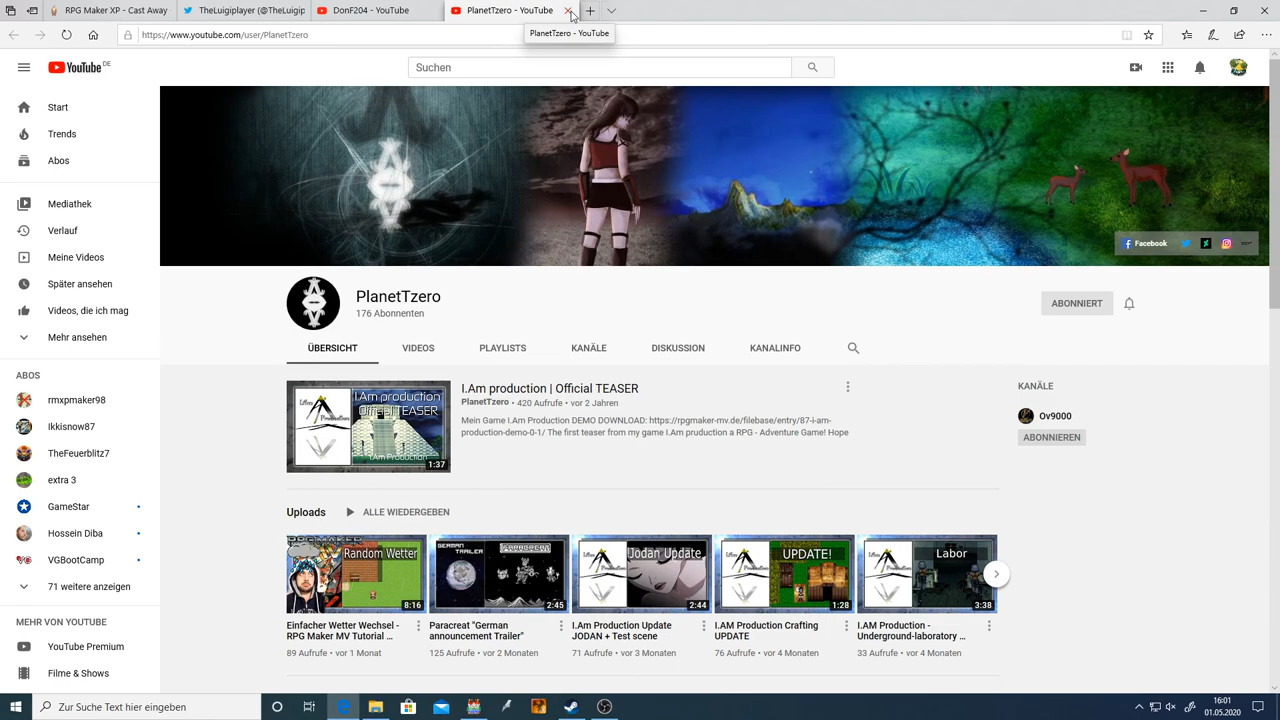 RPG Maker XP - Cast Away
TheLuigiplayer (@TheLuigip
DonF204 - YouTube
PlanetTzero - YouTube
https://www.youtube.com/user/PlanetTzero
PlanetTzero - YouTube
YouTube DE
Suchen
Start
Trends
Abos
Mediathek
Verlauf
Meine Videos
Später ansehen
Videos, die ich mag
Mehr ansehen
ABOS
rmxpmaker98
Ikkisnow87
TheFeuerblitz7
extra 3
GameStar
Hossein Diba
VGBootCamp
71 weitere anzeigen
MEHR VON YOUTUBE
YouTube Premium
Filme & Shows
Facebook
PlanetTzero
176 Abonnenten
ABONNIERT
ÜBERSICHT
VIDEOS
PLAYLISTS
KANÄLE
DISKUSSION
KANALINFO
I.Am production
Official TEASER
I.Am Production
1:37
I.Am production | Official TEASER
PlanetTzero • 420 Aufrufe • vor 2 Jahren
Mein Game I.Am Production DEMO DOWNLOAD: https://rpgmaker-mv.de/filebase/entry/87-i-am-
production-demo-0-1/ The first teaser from my game I.Am pruduction a RPG - Adventure Game! Hope
KANÄLE
Ov9000
ABONNIEREN
Uploads
ALLE WIEDERGEBEN
RPGMAKER
Random Wetter
8:16
Einfacher Wetter Wechsel -
RPG Maker MV Tutorial ...
89 Aufrufe • vor 1 Monat
GERMAN
TRAILER
PARACREAT
2:45
Paracreat "German
announcement Trailer"
125 Aufrufe • vor 2 Monaten
Jodan Update
2:44
I.Am Production Update
JODAN + Test scene
71 Aufrufe • vor 3 Monaten
UPDATE!
1:28
I.AM Production Crafting
UPDATE
76 Aufrufe • vor 4 Monaten
Labor
3:38
I.AM Production -
Underground-laboratory ...
33 Aufrufe • vor 4 Monaten
Zur Suche Text hier eingeben
16:01
01.05.2020